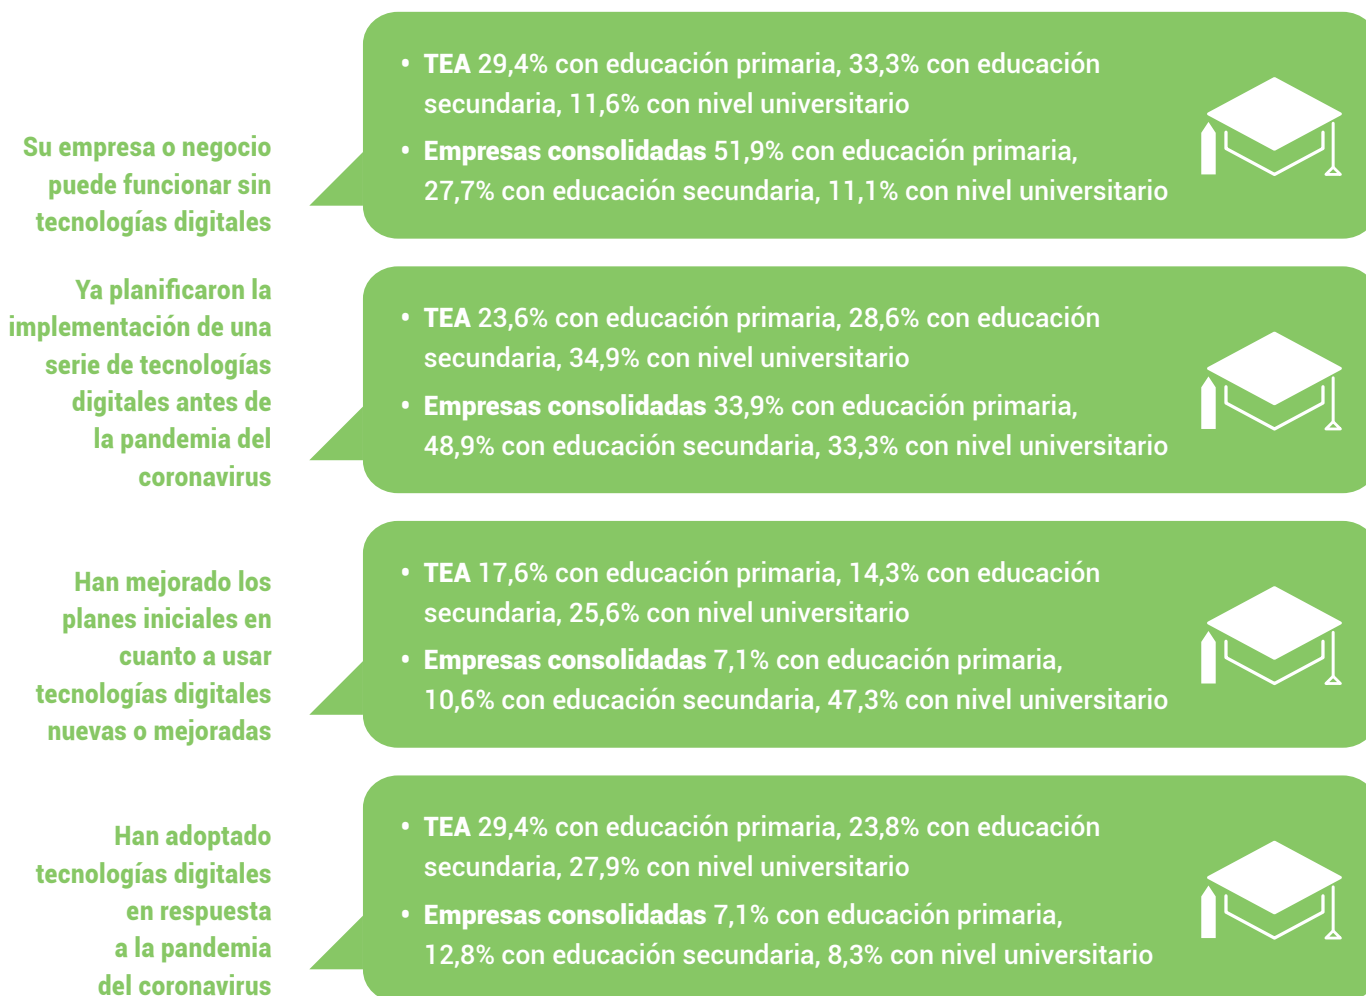 Su empresa o negocio
puede funcionar sin
tecnologías digitales
• TEA 29,4% con educación primaria, 33,3% con educación
secundaria, 11,6% con nivel universitario
• Empresas consolidadas 51,9% con educación primaria,
27,7% con educación secundaria, 11,1% con nivel universitario
Ya planificaron la
implementación de una
serie de tecnologías
digitales antes de
la pandemia del
coronavirus
• TEA 23,6% con educación primaria, 28,6% con educación
secundaria, 34,9% con nivel universitario
• Empresas consolidadas 33,9% con educación primaria,
48,9% con educación secundaria, 33,3% con nivel universitario
Han mejorado los
planes iniciales en
cuanto a usar
tecnologías digitales
nuevas o mejoradas
• TEA 17,6% con educación primaria, 14,3% con educación
secundaria, 25,6% con nivel universitario
• Empresas consolidadas 7,1% con educación primaria,
10,6% con educación secundaria, 47,3% con nivel universitario
Han adoptado
tecnologías digitales
en respuesta
a la pandemia
del coronavirus
• TEA 29,4% con educación primaria, 23,8% con educación
secundaria, 27,9% con nivel universitario
• Empresas consolidadas 7,1% con educación primaria,
12,8% con educación secundaria, 8,3% con nivel universitario